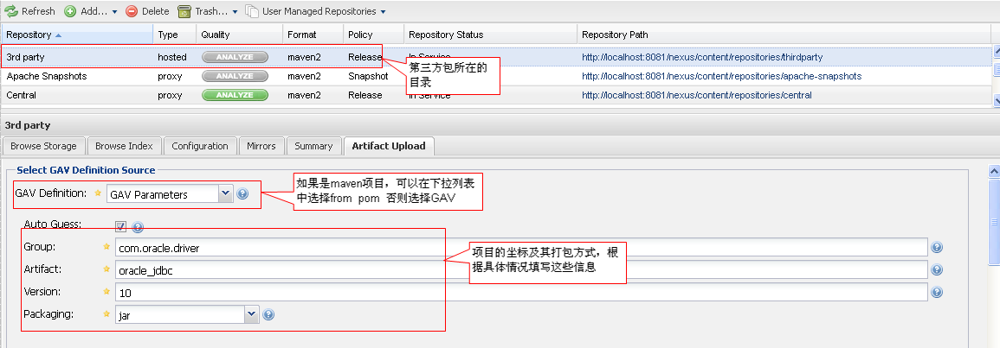 Refresh Add... Delete Trash... User Managed Repositories
Repository Type Quality Format Policy Repository Status Repository Path
3rd party hosted ANALYZE maven2 Release In Service http://localhost:8081/nexus/content/repositories/thirdparty
第三方包所在的
目录
Apache Snapshots proxy ANALYZE maven2 Snapshot http://localhost:8081/nexus/content/repositories/apache-snapshots
Central proxy ANALYZE maven2 Release In Service http://localhost:8081/nexus/content/repositories/central
3rd party
Browse Storage Browse Index Configuration Mirrors Summary Artifact Upload
Select GAV Definition Source
GAV Definition: GAV Parameters
如果是maven项目，可以在下拉列表
中选择from pom 否则选择GAV
Auto Guess:
Group: com.oracle.driver
Artifact: oracle_jdbc
Version: 10
Packaging: jar
项目的坐标及其打包方式，根
据具体情况填写这些信息